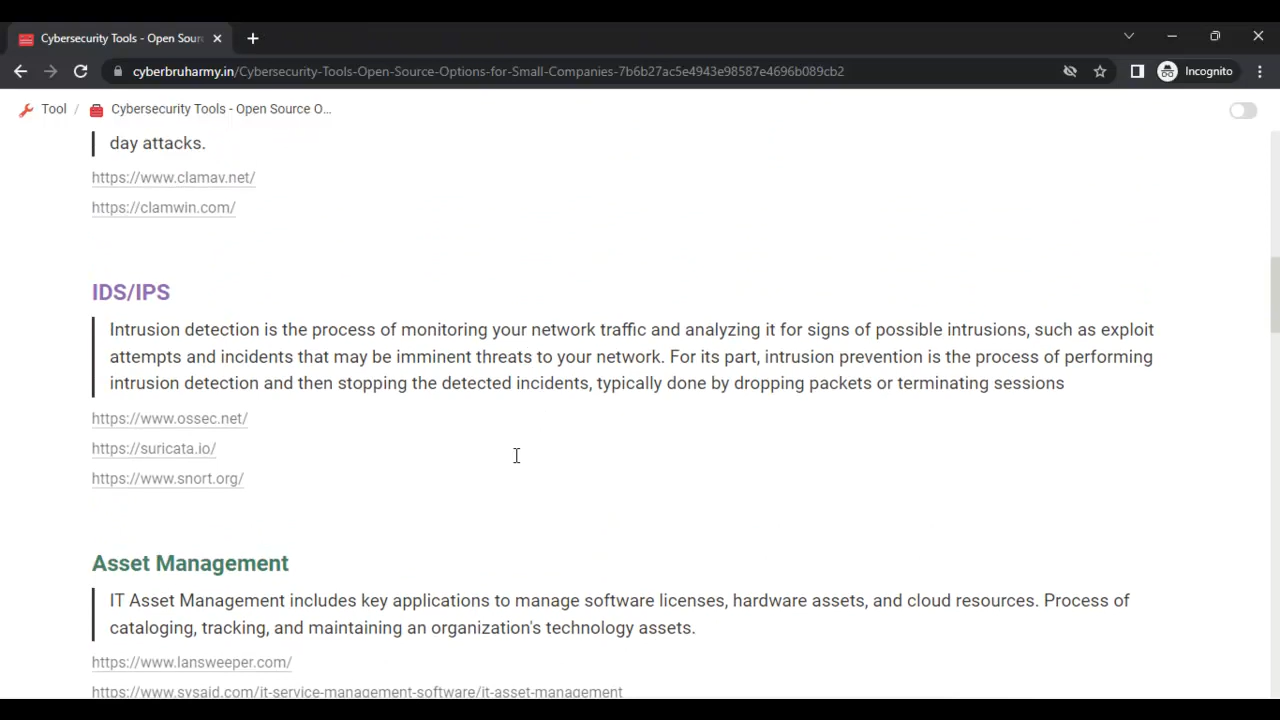 Cybersecurity Tools - Open Sour
cyberbruharmy.in/Cybersecurity-Tools-Open-Source-Options-for-Small-Companies-7b6b27ac5e4943e98587e4696b089cb2
Incognito
Tool / Cybersecurity Tools - Open Source O...
day attacks.
https://www.clamav.net/
https://clamwin.com/
IDS/IPS
Intrusion detection is the process of monitoring your network traffic and analyzing it for signs of possible intrusions, such as exploit
attempts and incidents that may be imminent threats to your network. For its part, intrusion prevention is the process of performing
intrusion detection and then stopping the detected incidents, typically done by dropping packets or terminating sessions
https://www.ossec.net/
https://suricata.io/
https://www.snort.org/
Asset Management
IT Asset Management includes key applications to manage software licenses, hardware assets, and cloud resources. Process of
cataloging, tracking, and maintaining an organization's technology assets.
https://www.lansweeper.com/
https://www.sysaid.com/it-service-management-software/it-asset-management